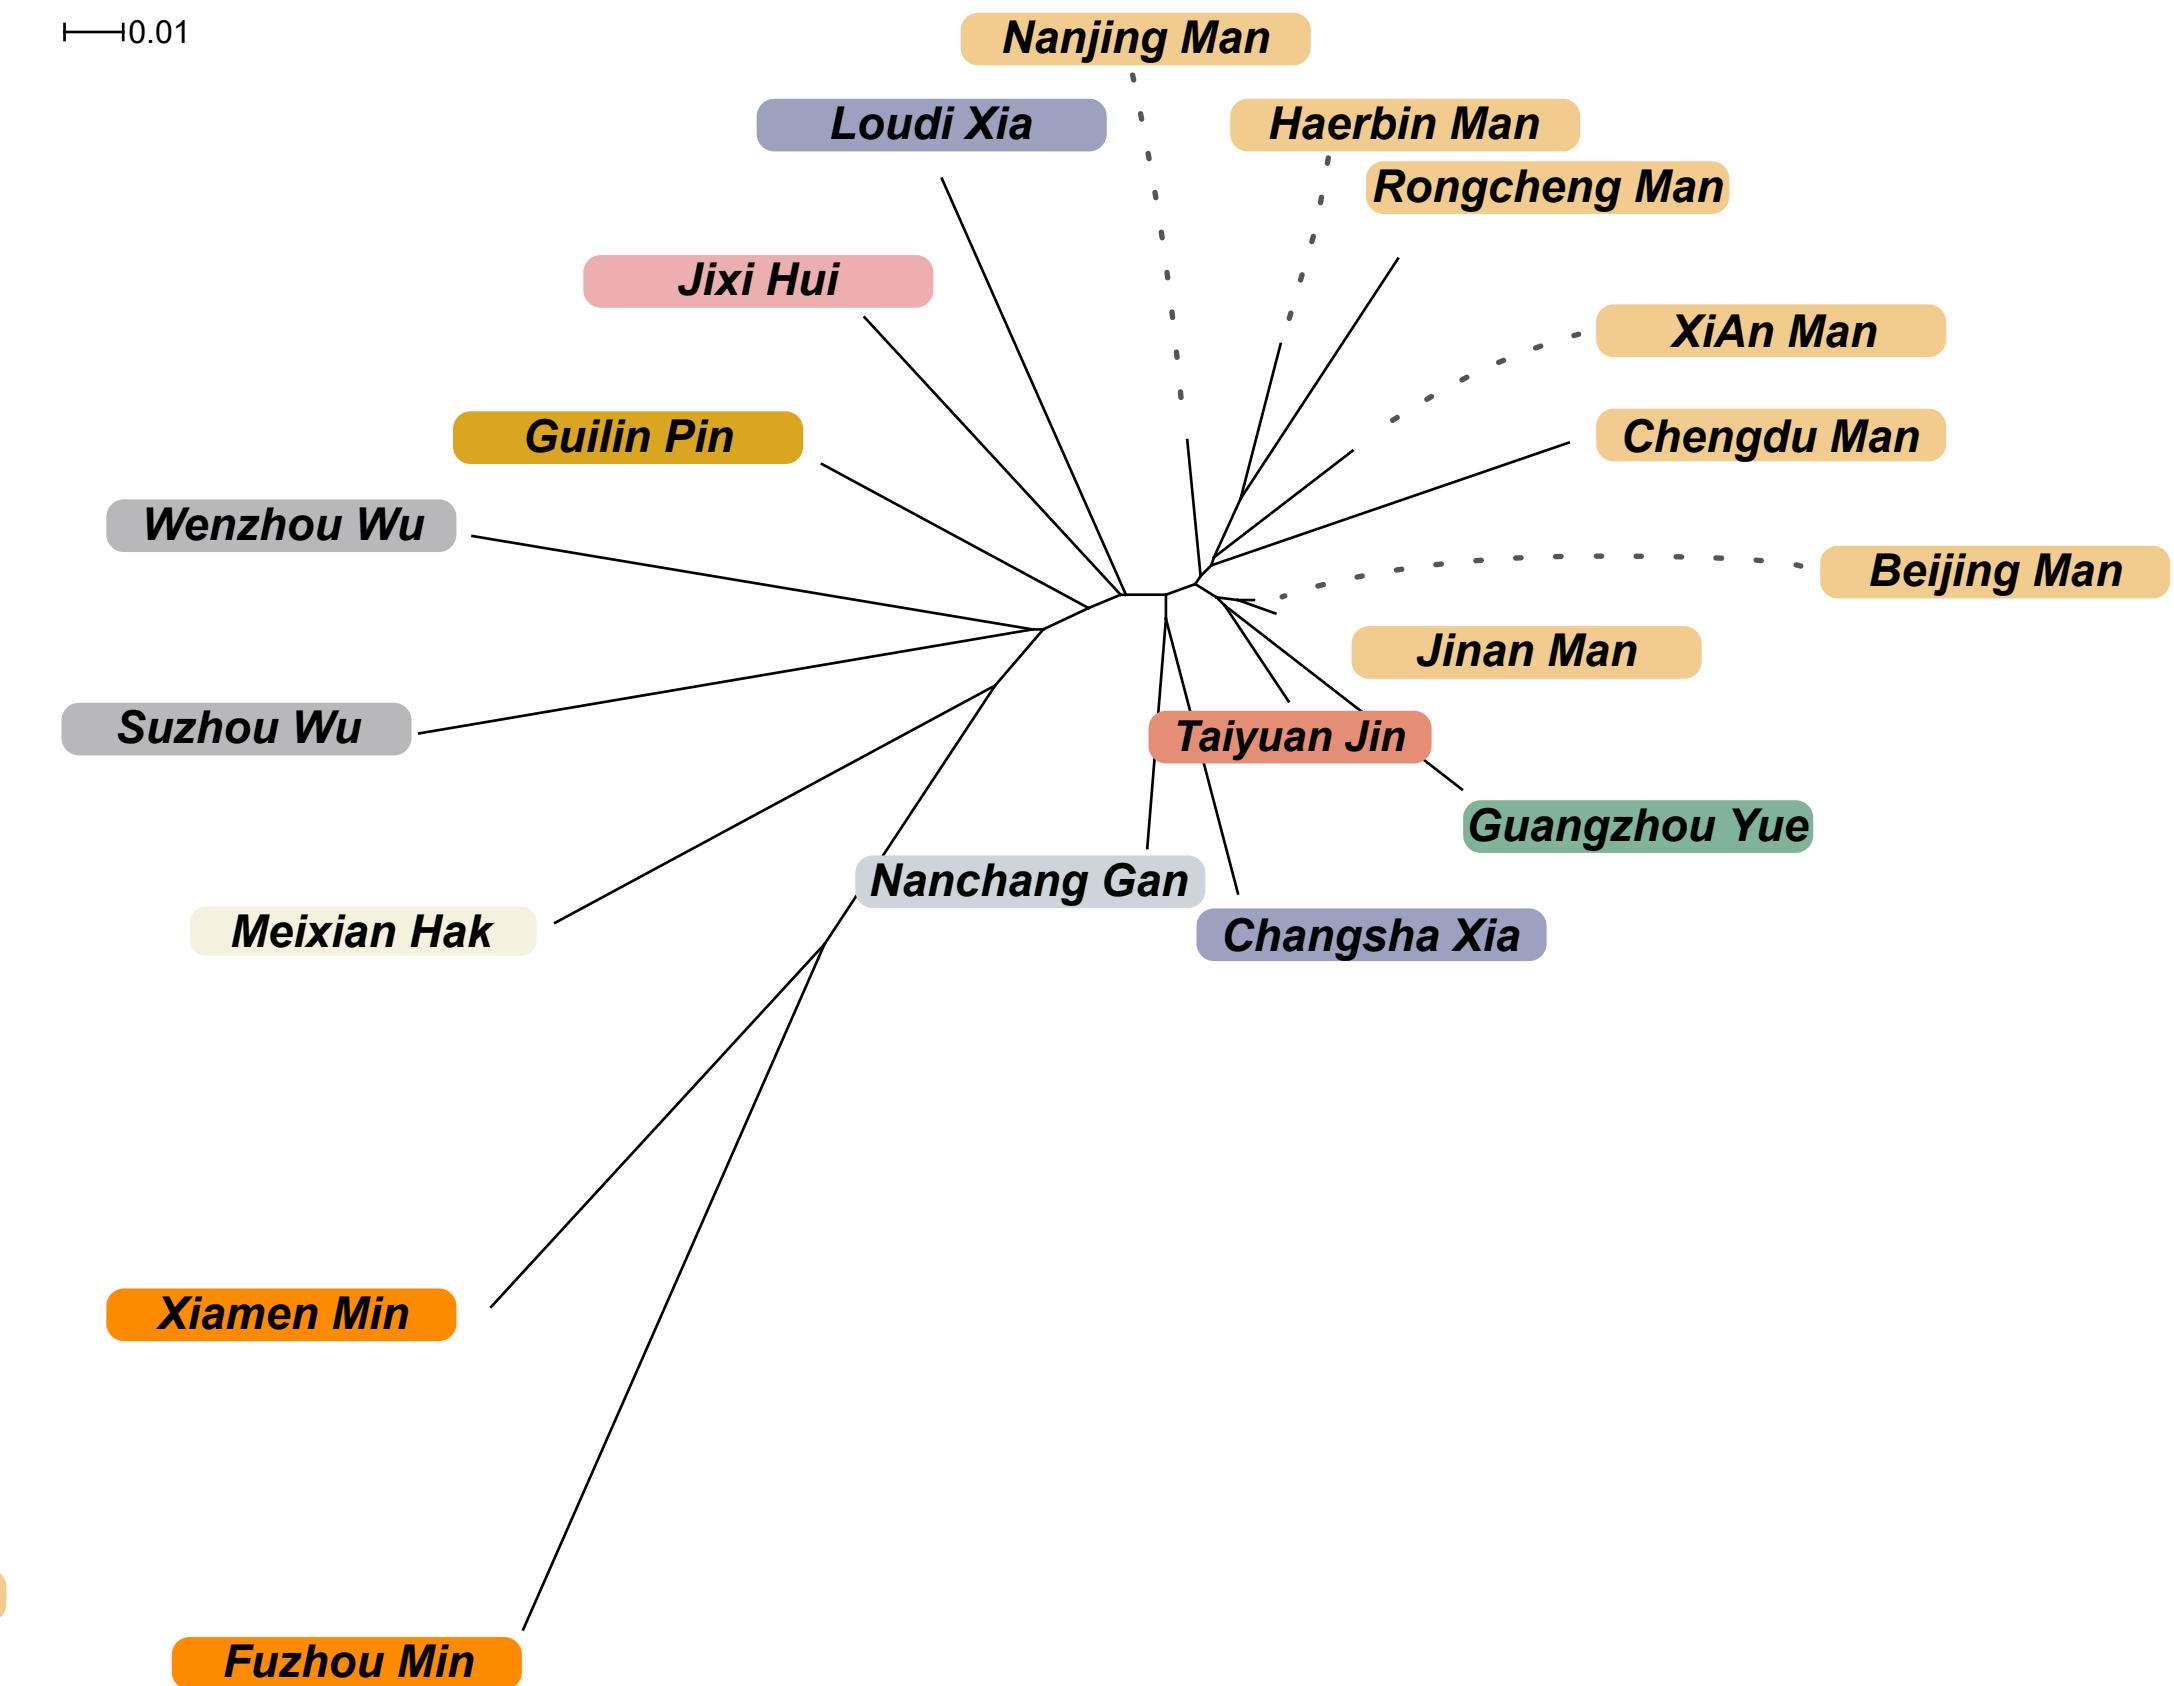 0.01
Nanjing Man
Loudi Xia
Haerbin Man
Rongcheng Man
Jixi Hui
XiAn Man
Guilin Pin
Chengdu Man
Wenzhou Wu
Beijing Man
Jinan Man
Suzhou Wu
Taiyuan Jin
Guangzhou Yue
Nanchang Gan
Meixian Hak
Changsha Xia
Xiamen Min
Fuzhou Min